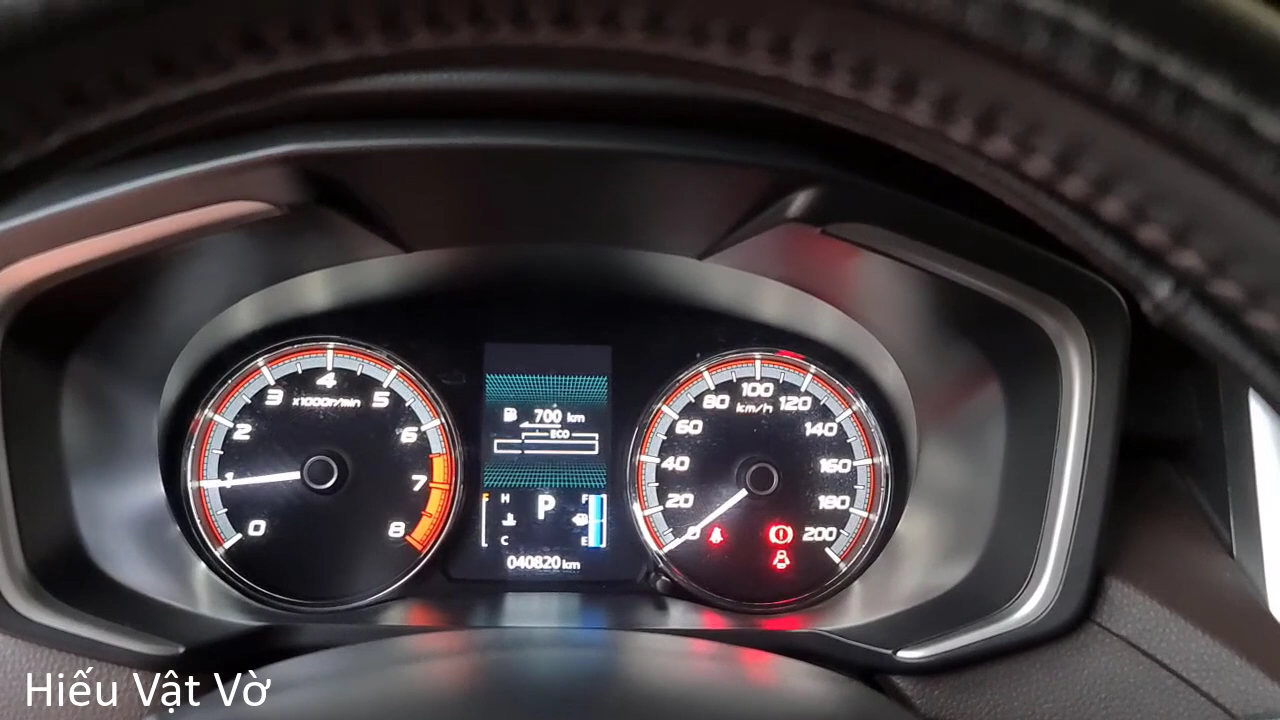 0 1 2 3 4 5 6 7 8
x1000r/min
700 km
ECO
H
C
P
F
E
040820 km
0 20 40 60 80 100 120 140 160 180 200
km/h
Hiếu Vật Vờ